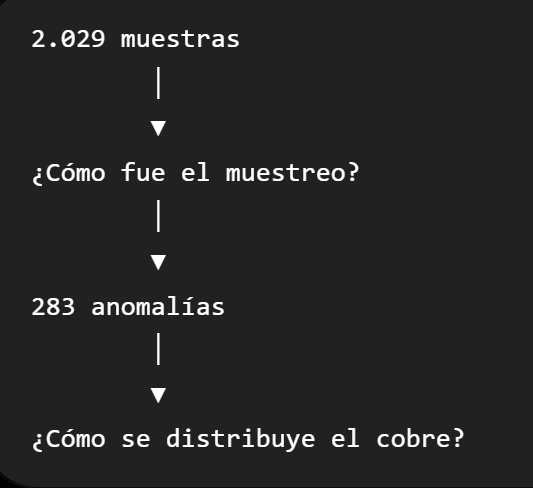 2.029 muestras
│
▼
¿Cómo fue el muestreo?
│
▼
283 anomalías
│
▼
¿Cómo se distribuye el cobre?